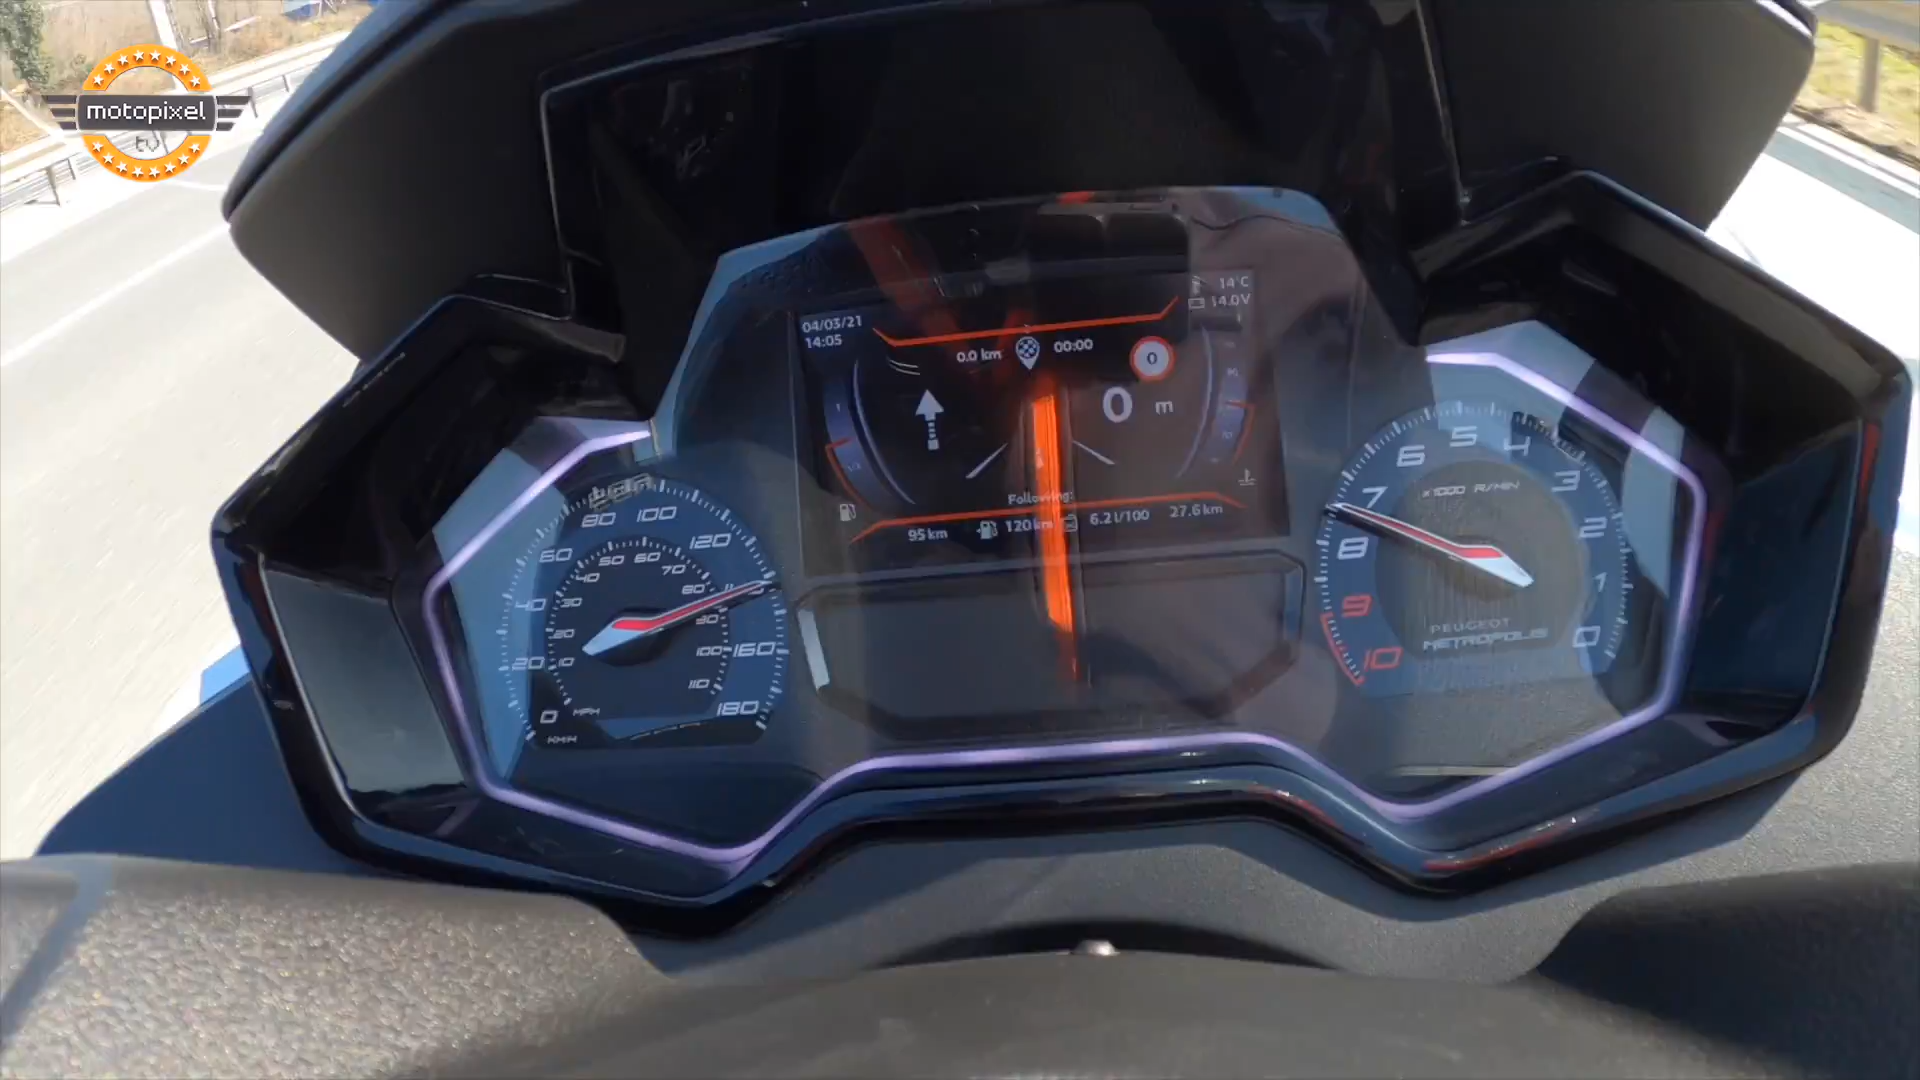 motopixel
tv
04/03/21
14:05
14°C
14.0V
0.0 km
00:00
0
0 m
Following:
95 km
120 km
6.2 l/100
27.6 km
0
20
40
60
80
100
120
160
180
KM/H
10
20
30
40
50
60
70
80
90
100
110
MPH
0
1
2
3
4
5
6
7
8
9
10
x1000 R/MIN
PEUGEOT
METROPOLIS